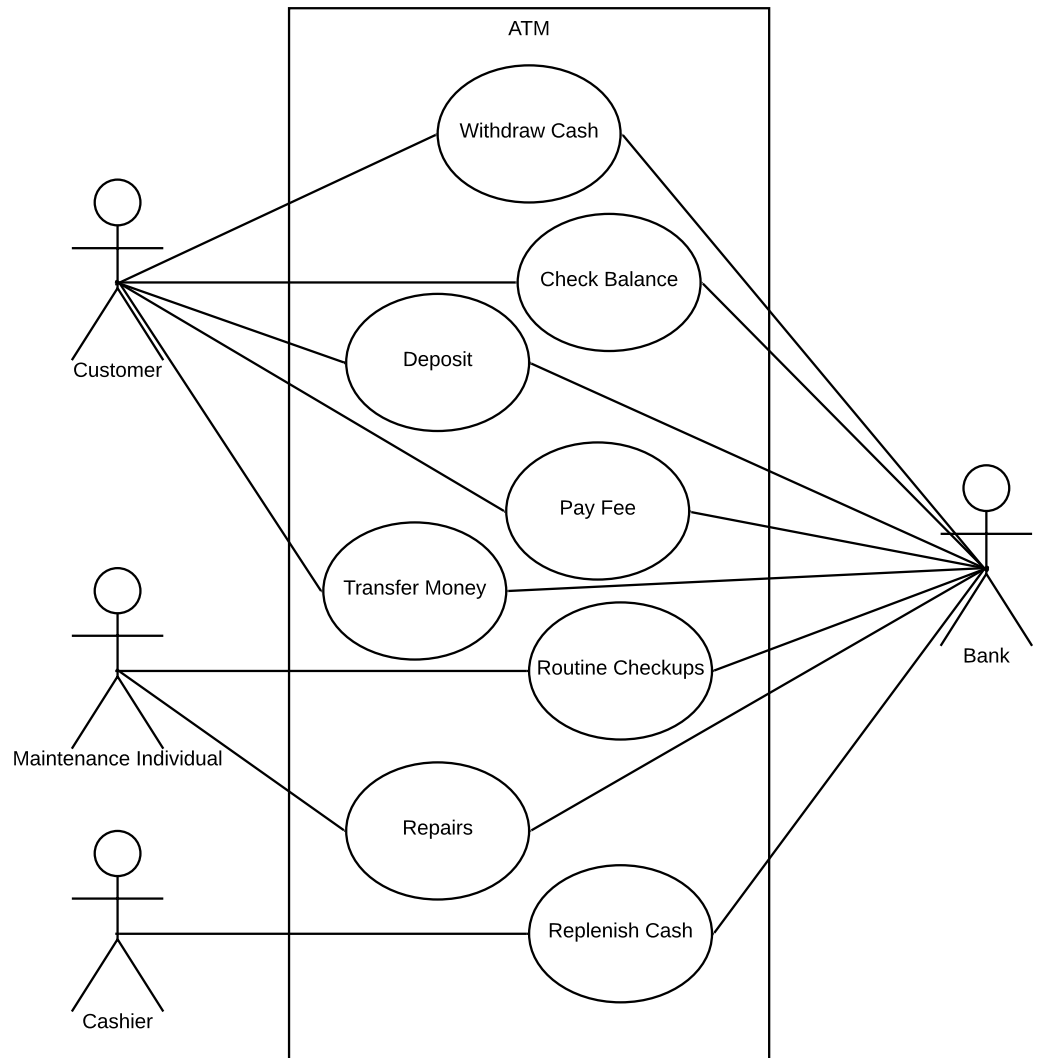 ATM
Withdraw Cash
Check Balance
Deposit
Customer
Pay Fee
Transfer Money
Bank
Routine Checkups
Maintenance Individual
Repairs
Replenish Cash
Cashier